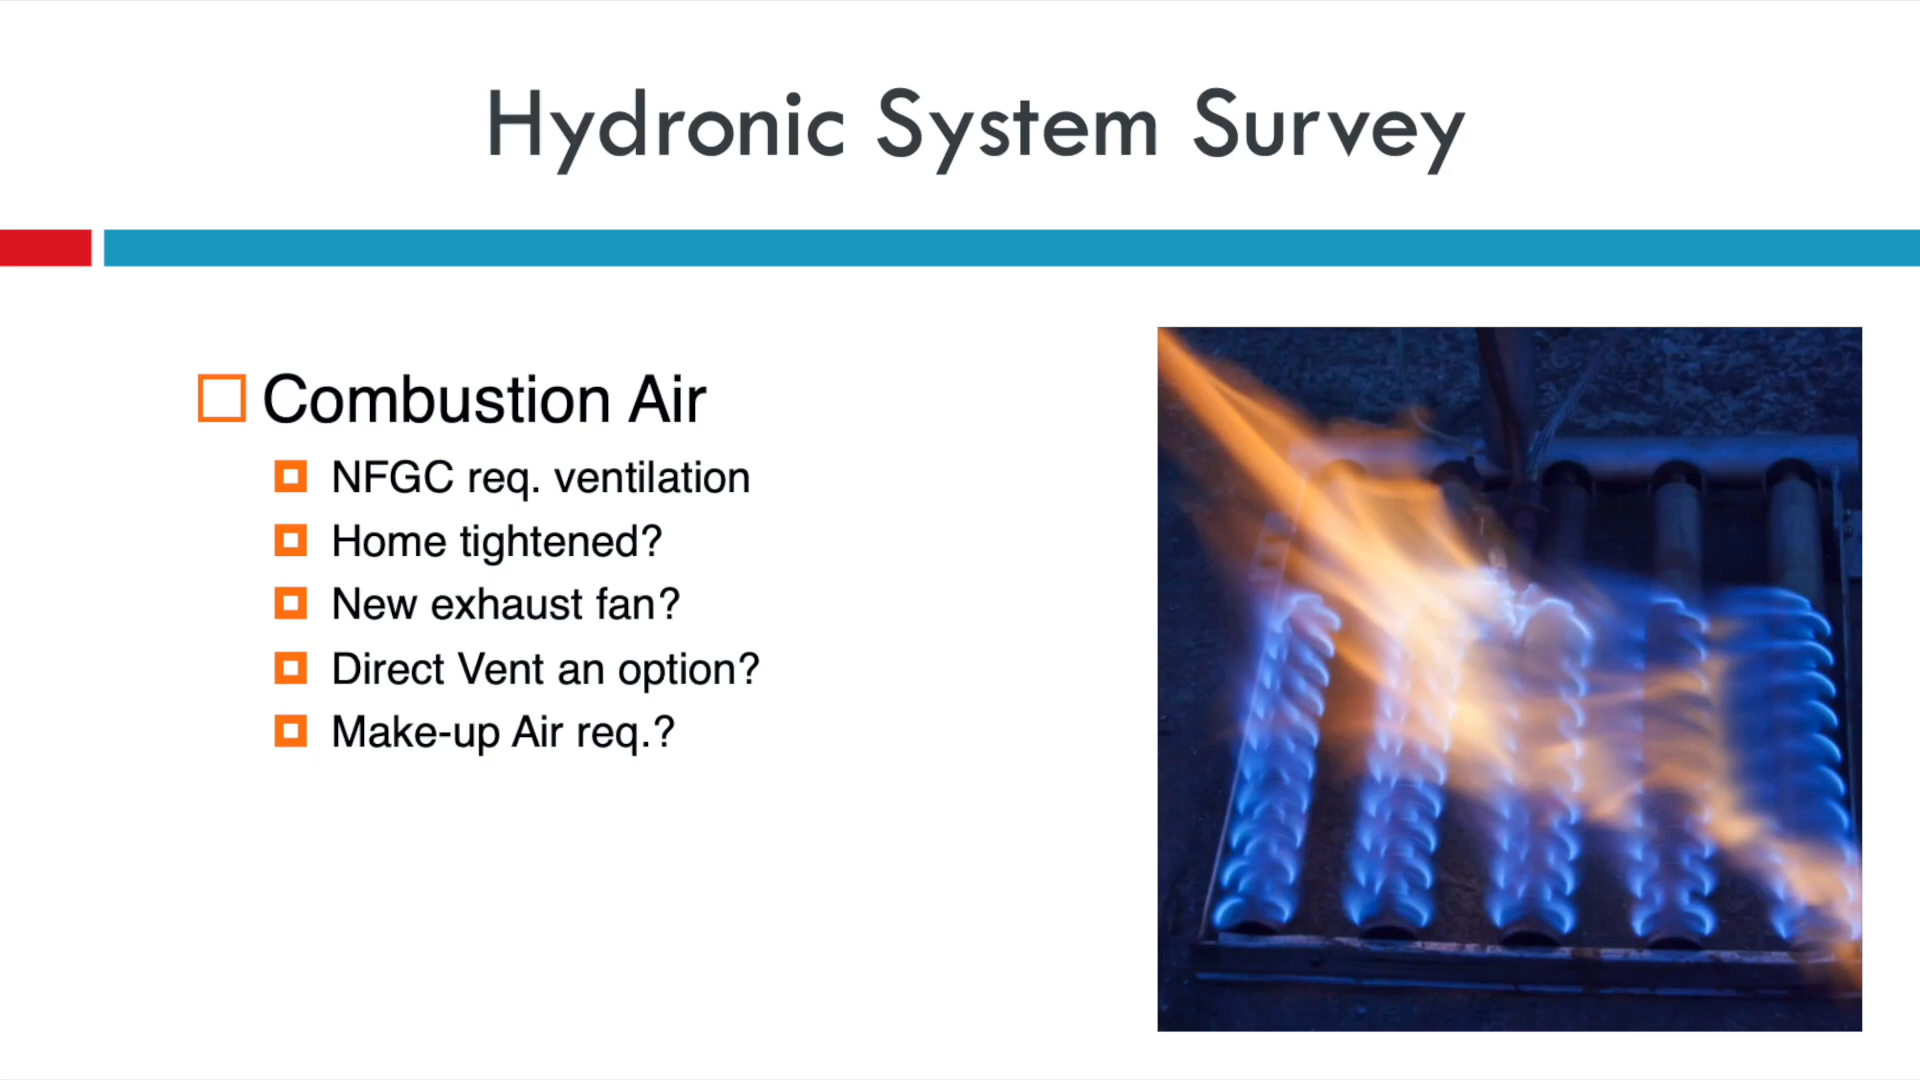 Hydronic System Survey
Combustion Air
NFGC req. ventilation
Home tightened?
New exhaust fan?
Direct Vent an option?
Make-up Air req.?